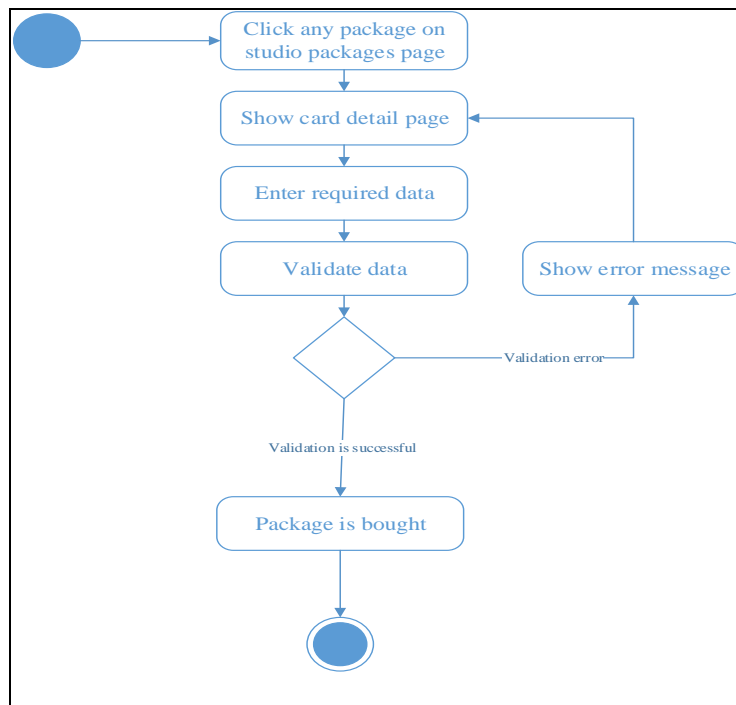 Click any package on
studio packages page
Show card detail page
Enter required data
Validate data
Show error message
Validation error
Validation is successful
Package is bought